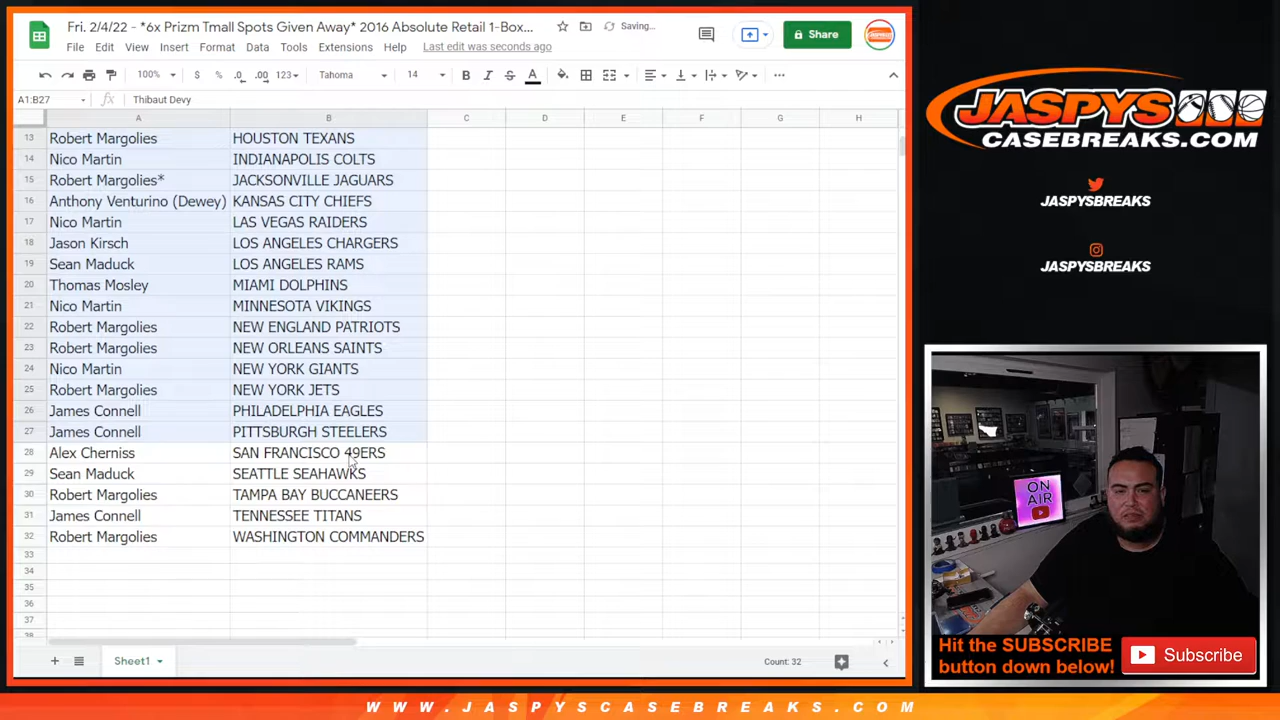 Fri. 2/4/22 - *6x Prizm Tmall Spots Given Away* 2016 Absolute Retail 1-Box... Saving... Share
File Edit View Insert Format Data Tools Extensions Help Last edit was seconds ago
100% $ % .0 .00 123 Tahoma 14 B I S A
A1:B27 fx Thibaut Devy
A B C D E F G H
13 Robert Margolies HOUSTON TEXANS
14 Nico Martin INDIANAPOLIS COLTS
15 Robert Margolies* JACKSONVILLE JAGUARS
16 Anthony Venturino (Dewey) KANSAS CITY CHIEFS
17 Nico Martin LAS VEGAS RAIDERS
18 Jason Kirsch LOS ANGELES CHARGERS
19 Sean Maduck LOS ANGELES RAMS
20 Thomas Mosley MIAMI DOLPHINS
21 Nico Martin MINNESOTA VIKINGS
22 Robert Margolies NEW ENGLAND PATRIOTS
23 Robert Margolies NEW ORLEANS SAINTS
24 Nico Martin NEW YORK GIANTS
25 Robert Margolies NEW YORK JETS
26 James Connell PHILADELPHIA EAGLES
27 James Connell PITTSBURGH STEELERS
28 Alex Cherniss SAN FRANCISCO 49ERS
29 Sean Maduck SEATTLE SEAHAWKS
30 Robert Margolies TAMPA BAY BUCCANEERS
31 James Connell TENNESSEE TITANS
32 Robert Margolies WASHINGTON COMMANDERS
33
34
35
36
37
38
Sheet1 Count: 32
JASPYS
CASEBREAKS.COM
JASPYSBREAKS
JASPYSBREAKS
ON
AIR
Hit the SUBSCRIBE
button down below!
Subscribe
WWW.JASPYSCASEBREAKS.COM